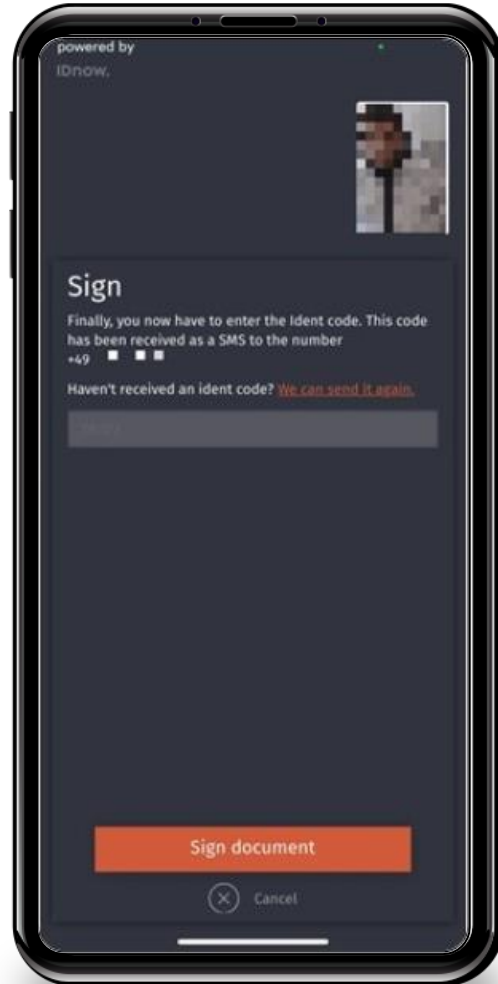 powered by
IDnow.
Sign
Finally, you now have to enter the Ident code. This code
has been received as a SMS to the number
+49
Haven't received an ident code? We can send it again.
Sign document
Cancel